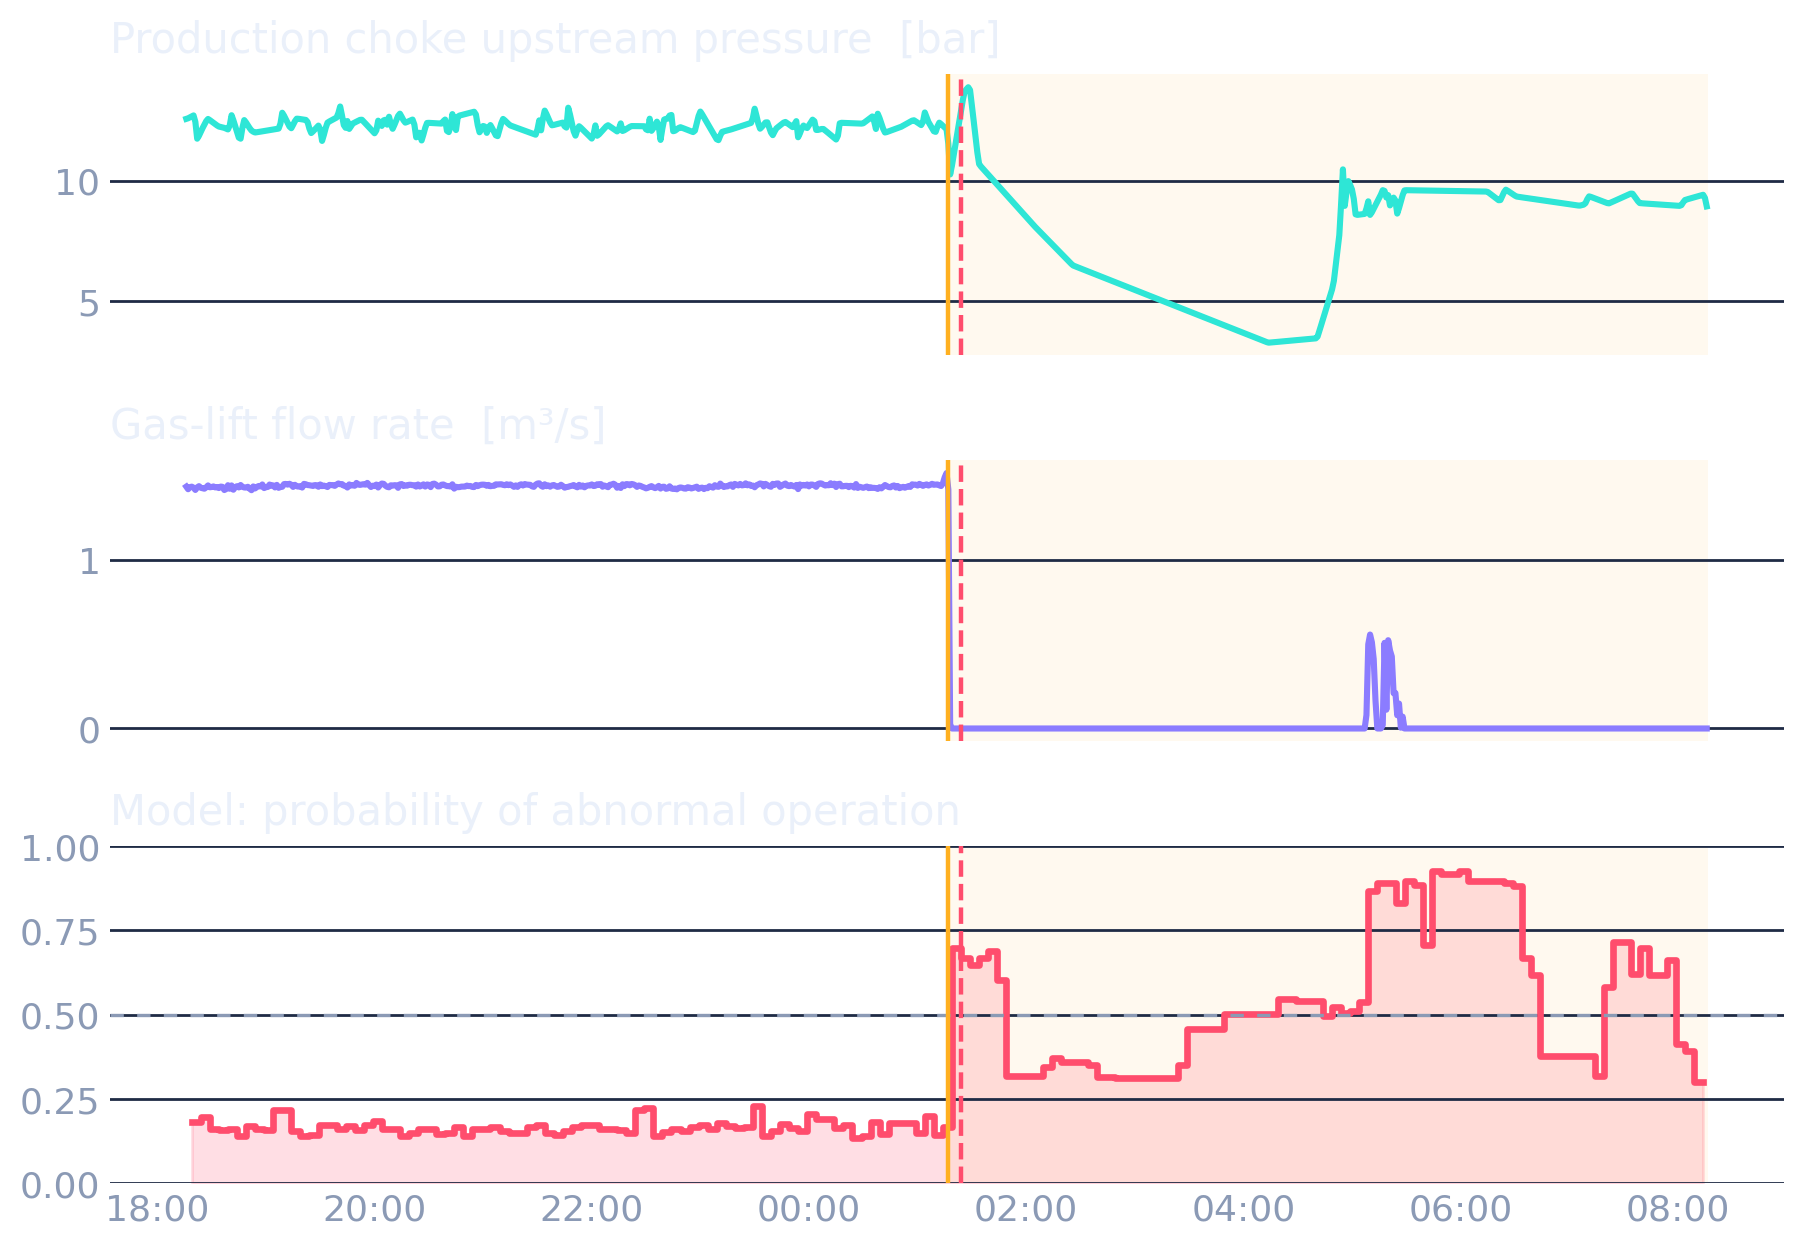 Production choke upstream pressure [bar]
10
5
Gas-lift flow rate [m³/s]
1
0
Model: probability of abnormal operation
1.00
0.75
0.50
0.25
0.00
18:00 20:00 22:00 00:00 02:00 04:00 06:00 08:00